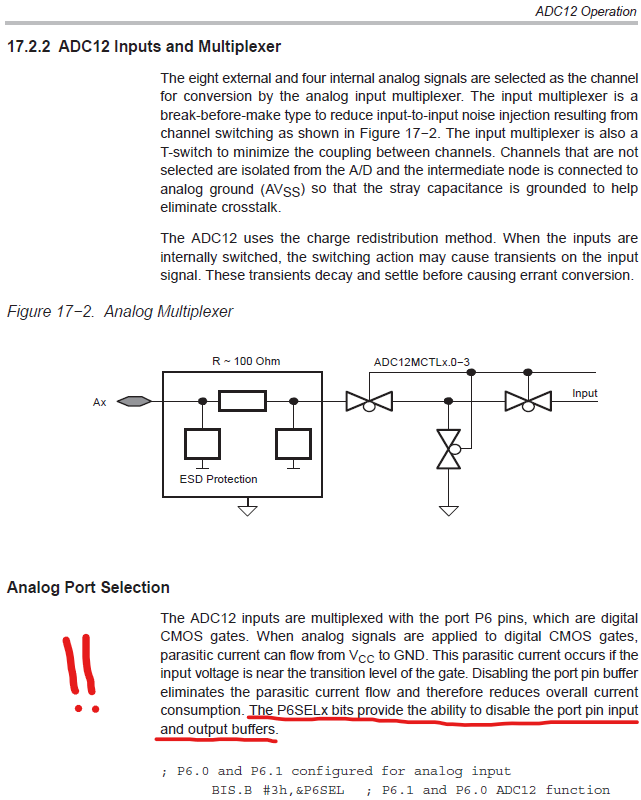 ADC12 Operation
17.2.2 ADC12 Inputs and Multiplexer
The eight external and four internal analog signals are selected as the channel
for conversion by the analog input multiplexer. The input multiplexer is a
break-before-make type to reduce input-to-input noise injection resulting from
channel switching as shown in Figure 17−2. The input multiplexer is also a
T-switch to minimize the coupling between channels. Channels that are not
selected are isolated from the A/D and the intermediate node is connected to
analog ground (AVSS) so that the stray capacitance is grounded to help
eliminate crosstalk.
The ADC12 uses the charge redistribution method. When the inputs are
internally switched, the switching action may cause transients on the input
signal. These transients decay and settle before causing errant conversion.
Figure 17−2. Analog Multiplexer
R ~ 100 Ohm
ADC12MCTLx.0−3
Ax
Input
ESD Protection
Analog Port Selection
The ADC12 inputs are multiplexed with the port P6 pins, which are digital
CMOS gates. When analog signals are applied to digital CMOS gates,
parasitic current can flow from VCC to GND. This parasitic current occurs if the
input voltage is near the transition level of the gate. Disabling the port pin buffer
eliminates the parasitic current flow and therefore reduces overall current
consumption. The P6SELx bits provide the ability to disable the port pin input
and output buffers.
!!
; P6.0 and P6.1 configured for analog input
BIS.B #3h,&P6SEL ; P6.1 and P6.0 ADC12 function